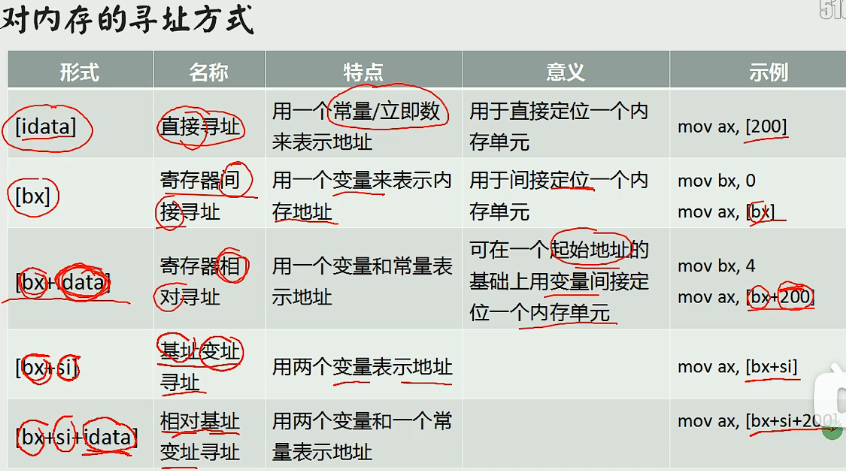 对内存的寻址方式
形式 名称 特点 意义 示例
[idata] 直接寻址 用一个常量/立即数 用于直接定位一个内 mov ax, [200]
来表示地址 存单元
[bx] 寄存器间 用一个变量来表示内 用于间接定位一个内 mov bx, 0
接寻址 存地址 存单元 mov ax, [bx]
[bx+idata] 寄存器相 用一个变量和常量表 可在一个起始地址的 mov bx, 4
对寻址 示地址 基础上用变量间接定 mov ax, [bx+200]
位一个内存单元
[bx+si] 基址变址 用两个变量表示地址 mov ax, [bx+si]
寻址
[bx+si+idata] 相对基址 用两个变量和一个常 mov ax, [bx+si+200]
变址寻址 量表示地址